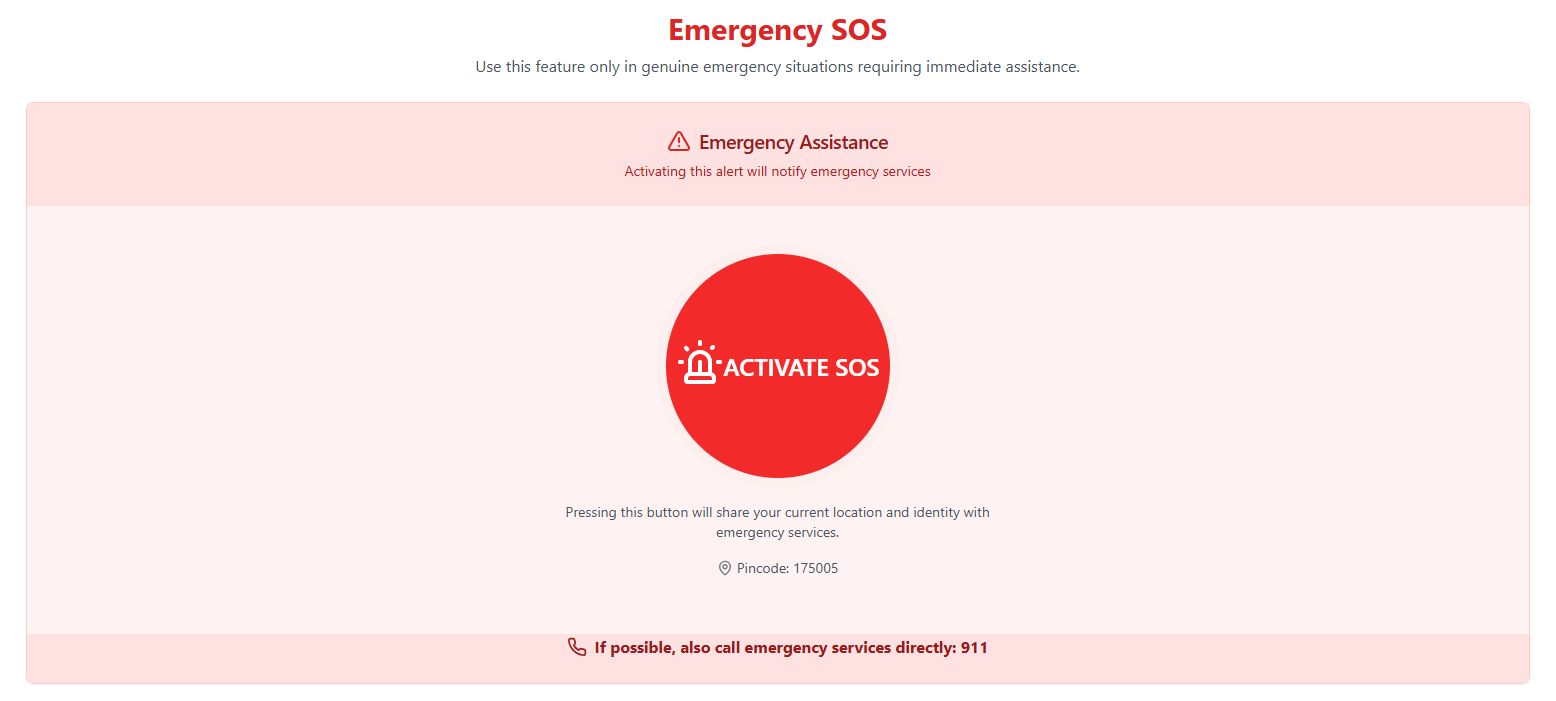 Emergency SOS
Use this feature only in genuine emergency situations requiring immediate assistance.
Emergency Assistance
Activating this alert will notify emergency services
ACTIVATE SOS
Pressing this button will share your current location and identity with
emergency services.
Pincode: 175005
If possible, also call emergency services directly: 911